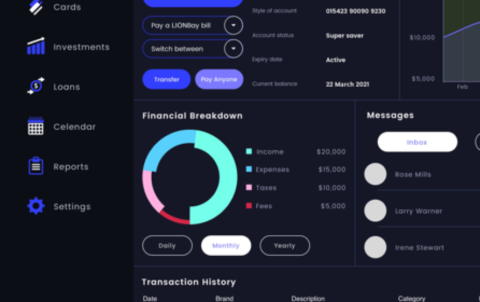 Cards
Investments
Loans
Celendar
Reports
Settings
Pay a LIONBay bill
Switch between
Transfer
Pay Anyone
Style of account
015423 90090 9230
Account status
Super saver
Expiry date
Active
Current balance
22 March 2021
$10,000
$5,000
Feb
Financial Breakdown
Income $20,000
Expenses $15,000
Taxes $10,000
Fees $5,000
Daily
Monthly
Yearly
Messages
Inbox
Rose Mills
Larry Warner
Irene Stewart
Transaction History
Date Brand Description Category